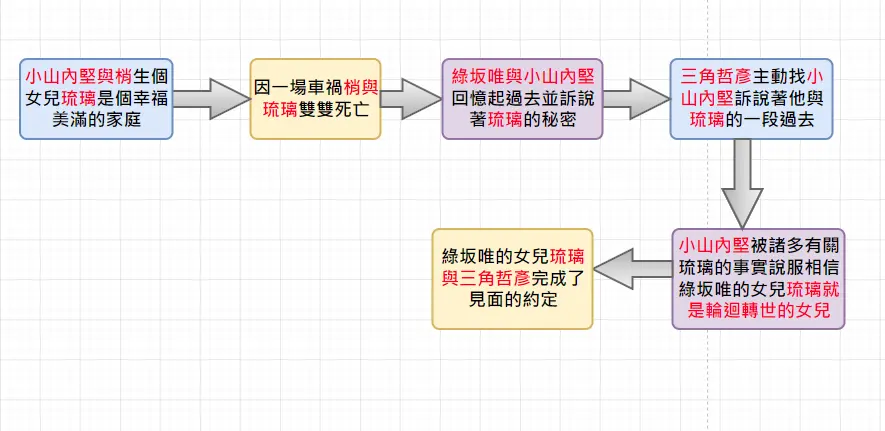 小山內堅與梢生個
女兒琉璃是個幸福
美滿的家庭
因一場車禍梢與
琉璃雙雙死亡
綠坂唯與小山內堅
回憶起過去並訴說
著琉璃的秘密
三角哲彥主動找小
山內堅訴說著他與
琉璃的一段過去
小山內堅被諸多有關
琉璃的事實說服相信
綠坂唯的女兒琉璃就
是輪迴轉世的女兒
綠坂唯的女兒琉璃
與三角哲彥完成了
見面的約定